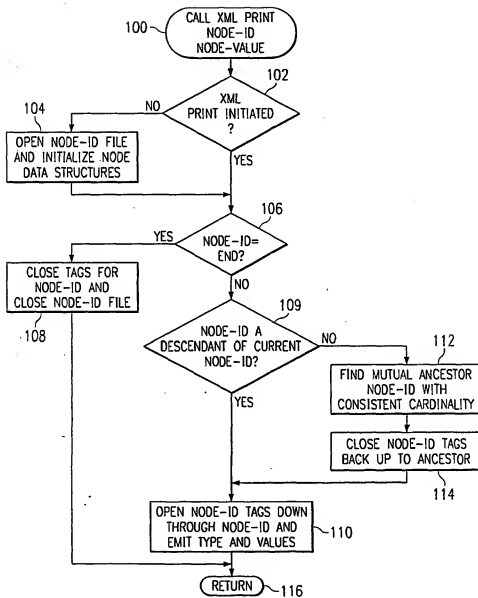 CALL XML PRINT
NODE-ID
NODE-VALUE
100
102
XML
PRINT INITIATED
?
NO
YES
104
OPEN NODE-ID FILE
AND INITIALIZE NODE
DATA STRUCTURES
106
NODE-ID=
END?
YES
NO
CLOSE TAGS FOR
NODE-ID AND
CLOSE NODE-ID FILE
108
109
NODE-ID A
DESCENDANT OF CURRENT
NODE-ID?
NO
YES
112
FIND MUTUAL ANCESTOR
NODE-ID WITH
CONSISTENT CARDINALITY
CLOSE NODE-ID TAGS
BACK UP TO ANCESTOR
114
OPEN NODE-ID TAGS DOWN
THROUGH NODE-ID AND
EMIT TYPE AND VALUES
110
RETURN
116